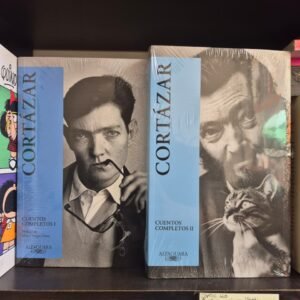 CORTÁZAR
CUENTOS
COMPLETOS I
ALFAGUARA
CORTÁZAR
CUENTOS
COMPLETOS II
ALFAGUARA